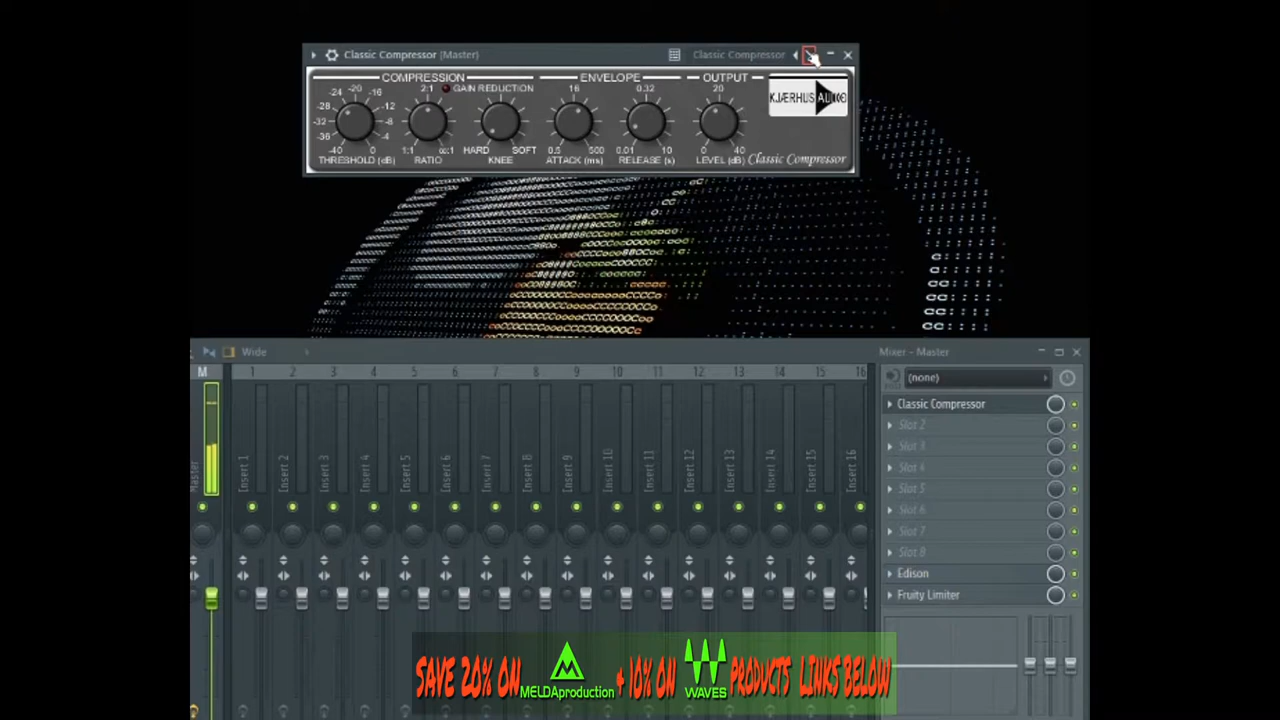 Classic Compressor (Master)
Classic Compressor
COMPRESSION
ENVELOPE
OUTPUT
-24 -20 -16
2:1
GAIN REDUCTION
16
0.32
20
-28 -12
-32 -8
-36 -4
-40 0
1:1 ∞:1
HARD SOFT
0.5 500
0.01 10
0 40
THRESHOLD (dB)
RATIO
KNEE
ATTACK (ms)
RELEASE (s)
LEVEL (dB)
KJÆRHUS AUDIO
Classic Compressor
Wide
Mixer - Master
M 1 2 3 4 5 6 7 8 9 10 11 12 13 14 15 16
Master
Insert 1
Insert 2
Insert 3
Insert 4
Insert 5
Insert 6
Insert 7
Insert 8
Insert 9
Insert 10
Insert 11
Insert 12
Insert 13
Insert 14
Insert 15
Insert 16
(none)
Classic Compressor
Slot 2
Slot 3
Slot 4
Slot 5
Slot 6
Slot 7
Slot 8
Edison
Fruity Limiter
SAVE 20% ON MELDAproduction + 10% ON WAVES PRODUCTS LINKS BELOW